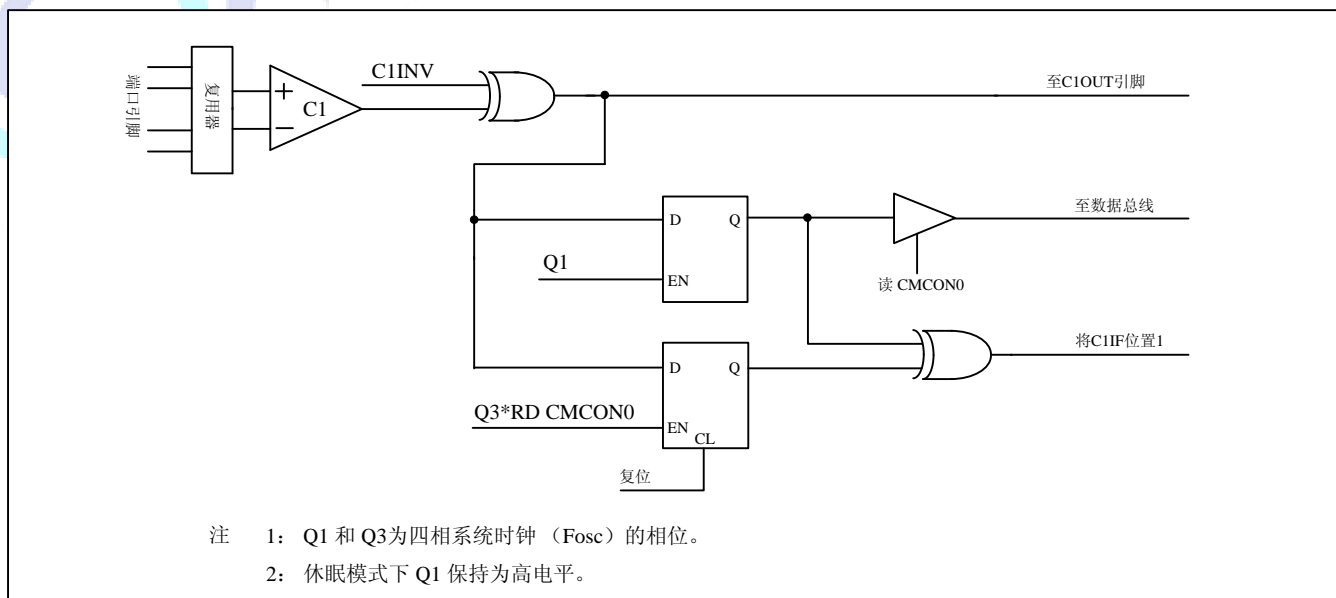 C1INV
至C1OUT引脚
端口引脚
复用器
+
C1
−
D
Q
至数据总线
Q1
EN
读 CMCON0
将C1IF位置1
D
Q
Q3*RD CMCON0
EN
CL
复位
注 1: Q1 和 Q3为四相系统时钟 (Fosc)的相位。
2: 休眠模式下 Q1 保持为高电平。